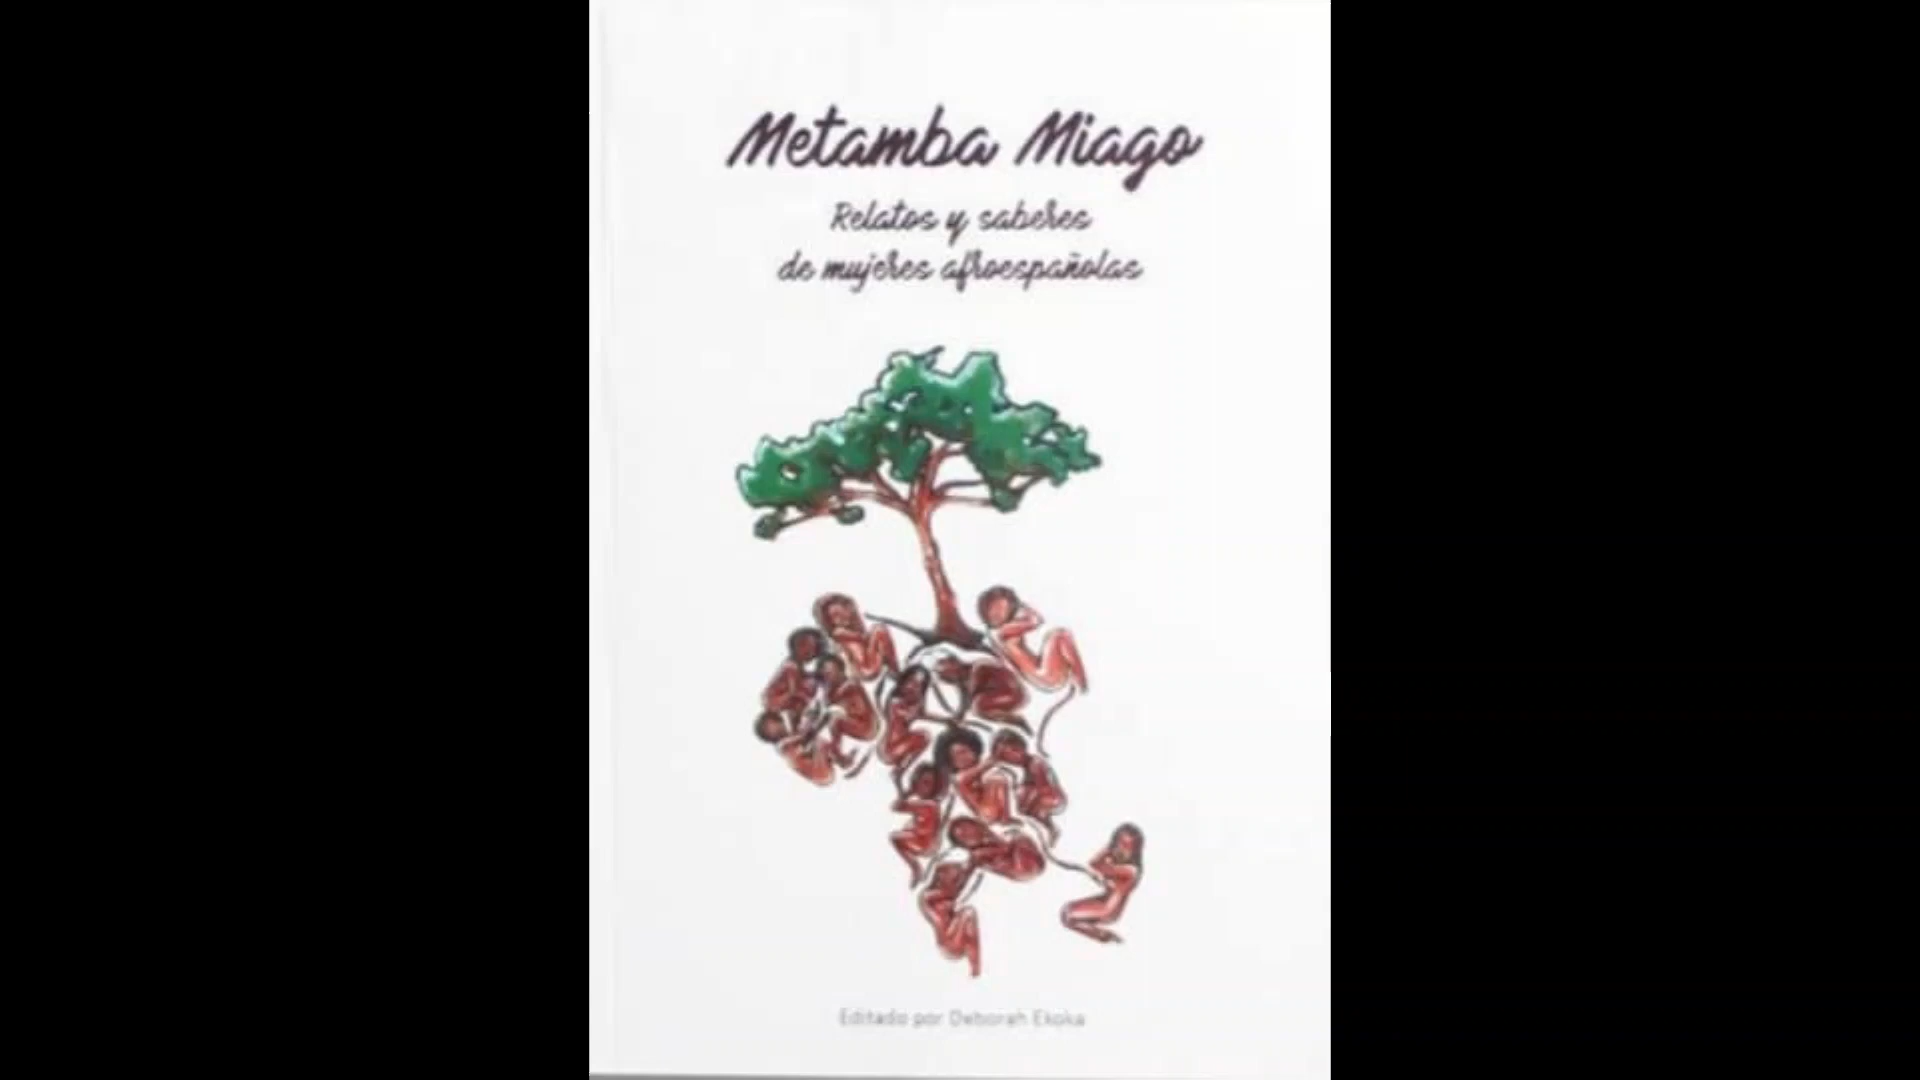 Metamba Miago
Relatos y saberes
de mujeres afroespañolas
Editado por Deborah Ekoka